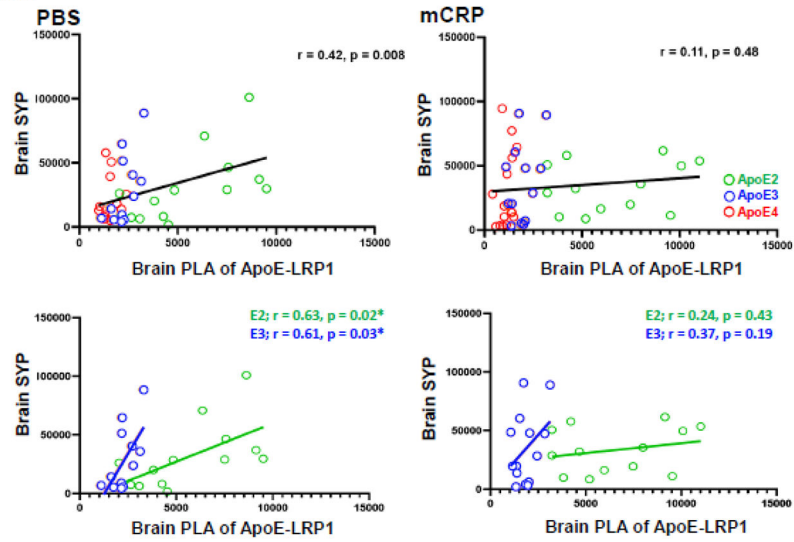 PBS
150000
r = 0.42, p = 0.008
100000
50000
0
Brain SYP
0
5000
10000
15000
Brain PLA of ApoE-LRP1
mCRP
150000
r = 0.11, p = 0.48
100000
50000
0
Brain SYP
0
5000
10000
15000
Brain PLA of ApoE-LRP1
ApoE2
ApoE3
ApoE4
E2; r = 0.63, p = 0.02*
E3; r = 0.61, p = 0.03*
150000
100000
50000
0
Brain SYP
0
5000
10000
15000
Brain PLA of ApoE-LRP1
E2; r = 0.24, p = 0.43
E3; r = 0.37, p = 0.19
150000
100000
50000
0
Brain SYP
0
5000
10000
15000
Brain PLA of ApoE-LRP1